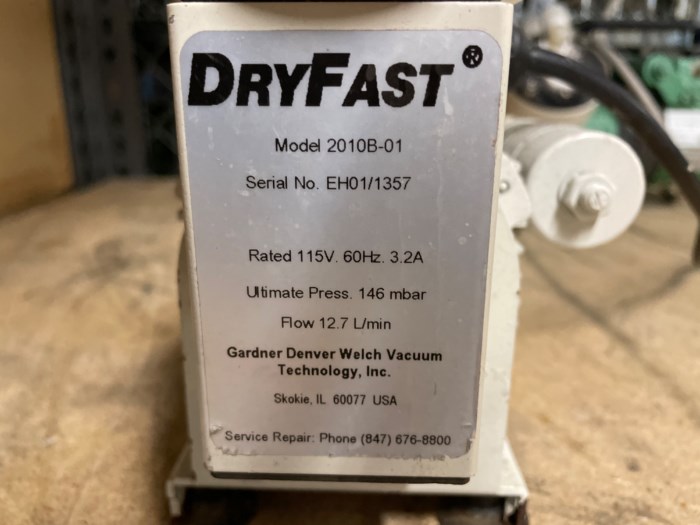 DRYFAST®
Model 2010B-01
Serial No. EH01/1357
Rated 115V. 60Hz. 3.2A
Ultimate Press. 146 mbar
Flow 12.7 L/min
Gardner Denver Welch Vacuum
Technology, Inc.
Skokie, IL 60077 USA
Service Repair: Phone (847) 676-8800